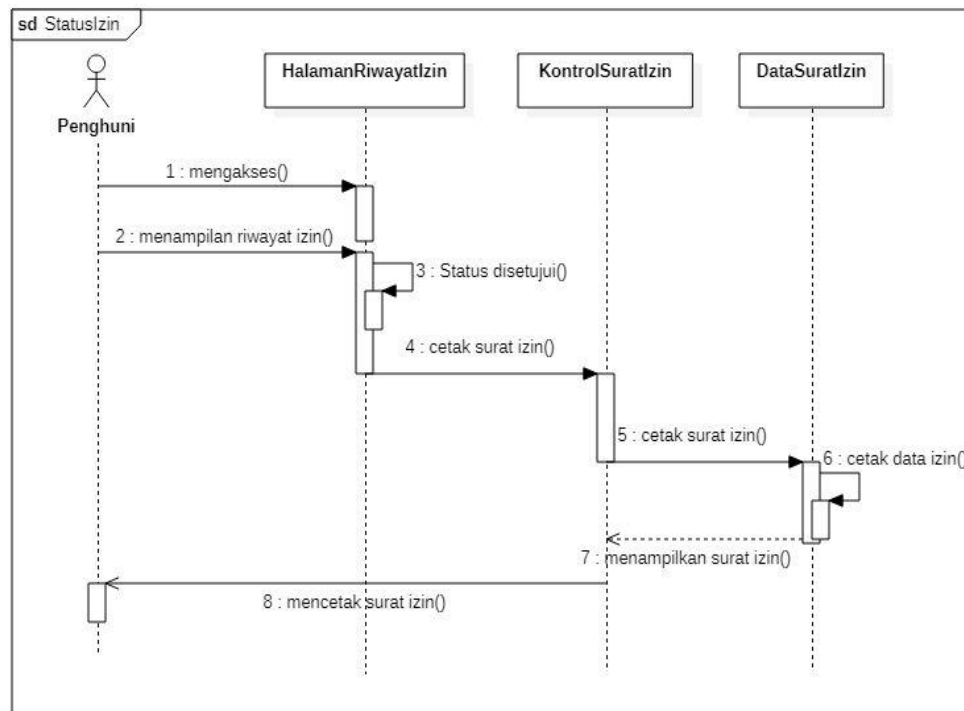 sd StatusIzin
HalamanRiwayatIzin
KontrolSuratIzin
DataSuratIzin
Penghuni
1 : mengakses()
2 : menampilan riwayat izin()
3 : Status disetujui()
4 : cetak surat izin()
5 : cetak surat izin()
6 : cetak data izin()
7 : menampilkan surat izin()
8 : mencetak surat izin()